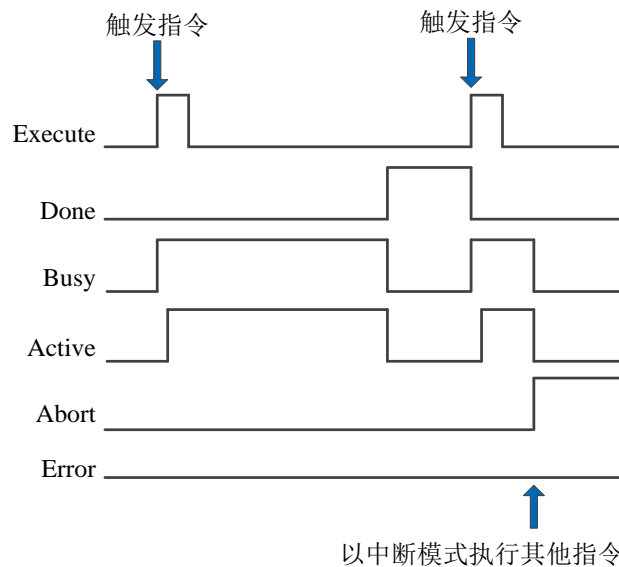 触发指令
触发指令
Execute
Done
Busy
Active
Abort
Error
以中断模式执行其他指令